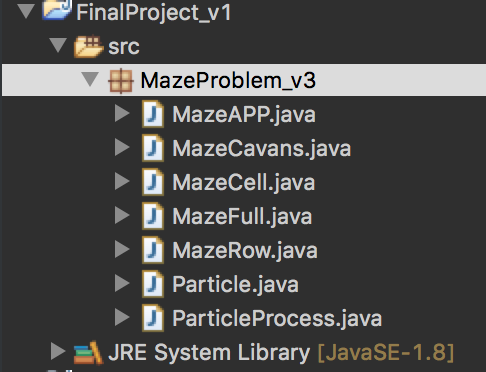 FinalProject_v1
src
MazeProblem_v3
MazeAPP.java
MazeCavans.java
MazeCell.java
MazeFull.java
MazeRow.java
Particle.java
ParticleProcess.java
JRE System Library [JavaSE-1.8]